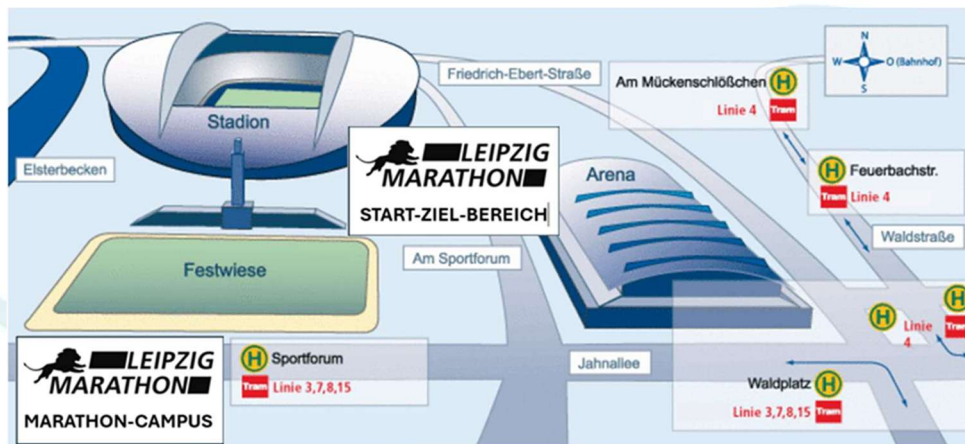 N
W
O (Bahnhof)
S
Friedrich-Ebert-Straße
Am Mückenschlößchen
H
Linie 4
Tram
Stadion
LEIPZIG
MARATHON
START-ZIEL-BEREICH
Elsterbecken
Arena
H
Feuerbachstr.
Tram
Linie 4
Waldstraße
Am Sportforum
Festwiese
H
Linie
4
H
Tram
LEIPZIG
MARATHON
MARATHON-CAMPUS
H
Sportforum
Tram
Linie 3,7,8,15
Jahnallee
Waldplatz
H
Linie 3,7,8,15
Tram